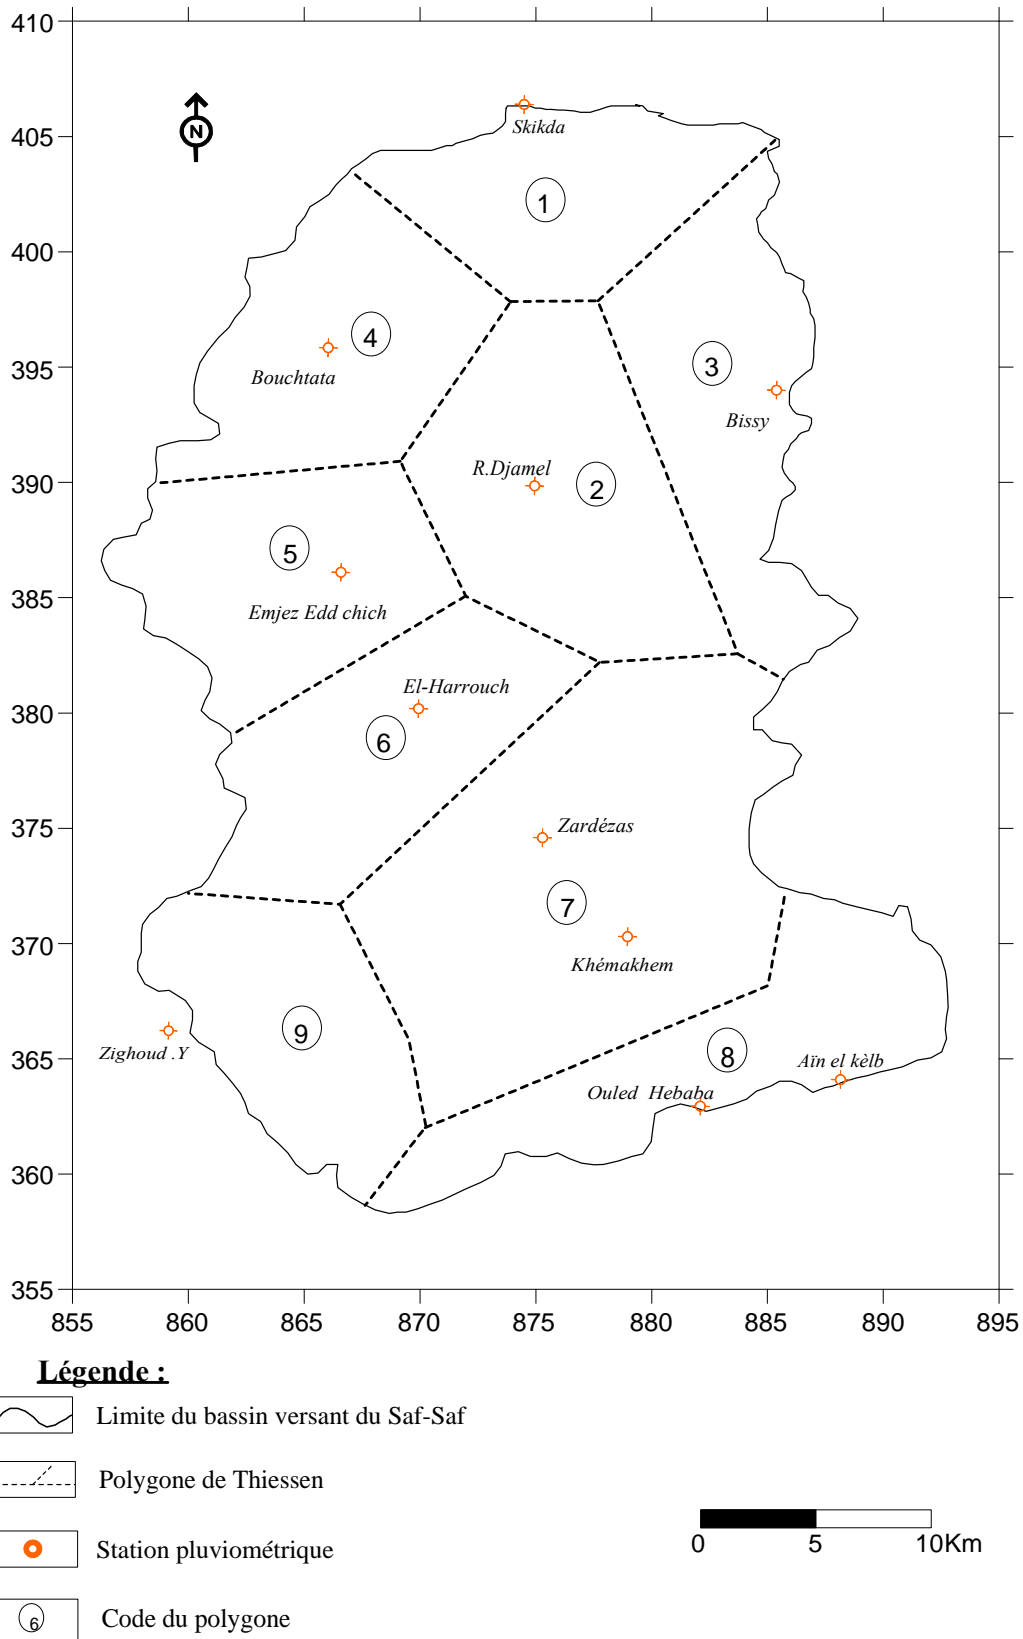 410
405
400
395
390
385
380
375
370
365
360
355
855 860 865 870 875 880 885 890 895
N
Skikda
1
4
Bouchtata
3
Bissy
R.Djamel
2
5
Emjez Edd chich
El-Harrouch
6
Zardézas
7
Khémakhem
9
Zighoud .Y
8
Aïn el kèlb
Ouled Hebaba
Légende :
Limite du bassin versant du Saf-Saf
Polygone de Thiessen
Station pluviométrique
6 Code du polygone
0 5 10Km